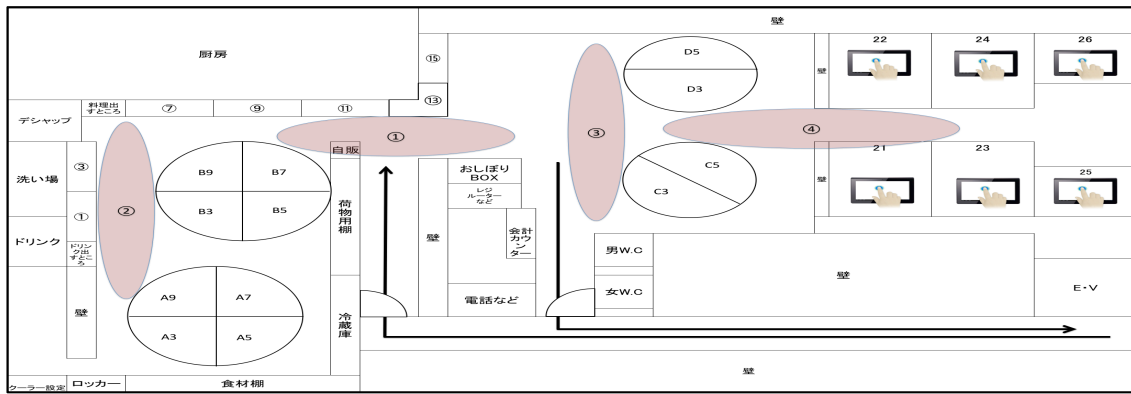 壁
厨房
⑮
D5
D3
22
24
26
壁
料理出
すところ
⑦
⑨
⑪
⑬
デシャップ
①
③
④
自販
洗い場
③
②
B9
B7
B3
B5
荷物用棚
おしぼり
BOX
レジ
ルーター
など
C5
C3
壁
21
23
25
①
ドリンク
ドリン
ク出
すとこ
ろ
壁
会計
カウ
ンタ
ー
男W.C
女W.C
壁
E・V
電話など
壁
A9
A7
A3
A5
冷蔵庫
クーラー設定
ロッカー
食材棚
壁